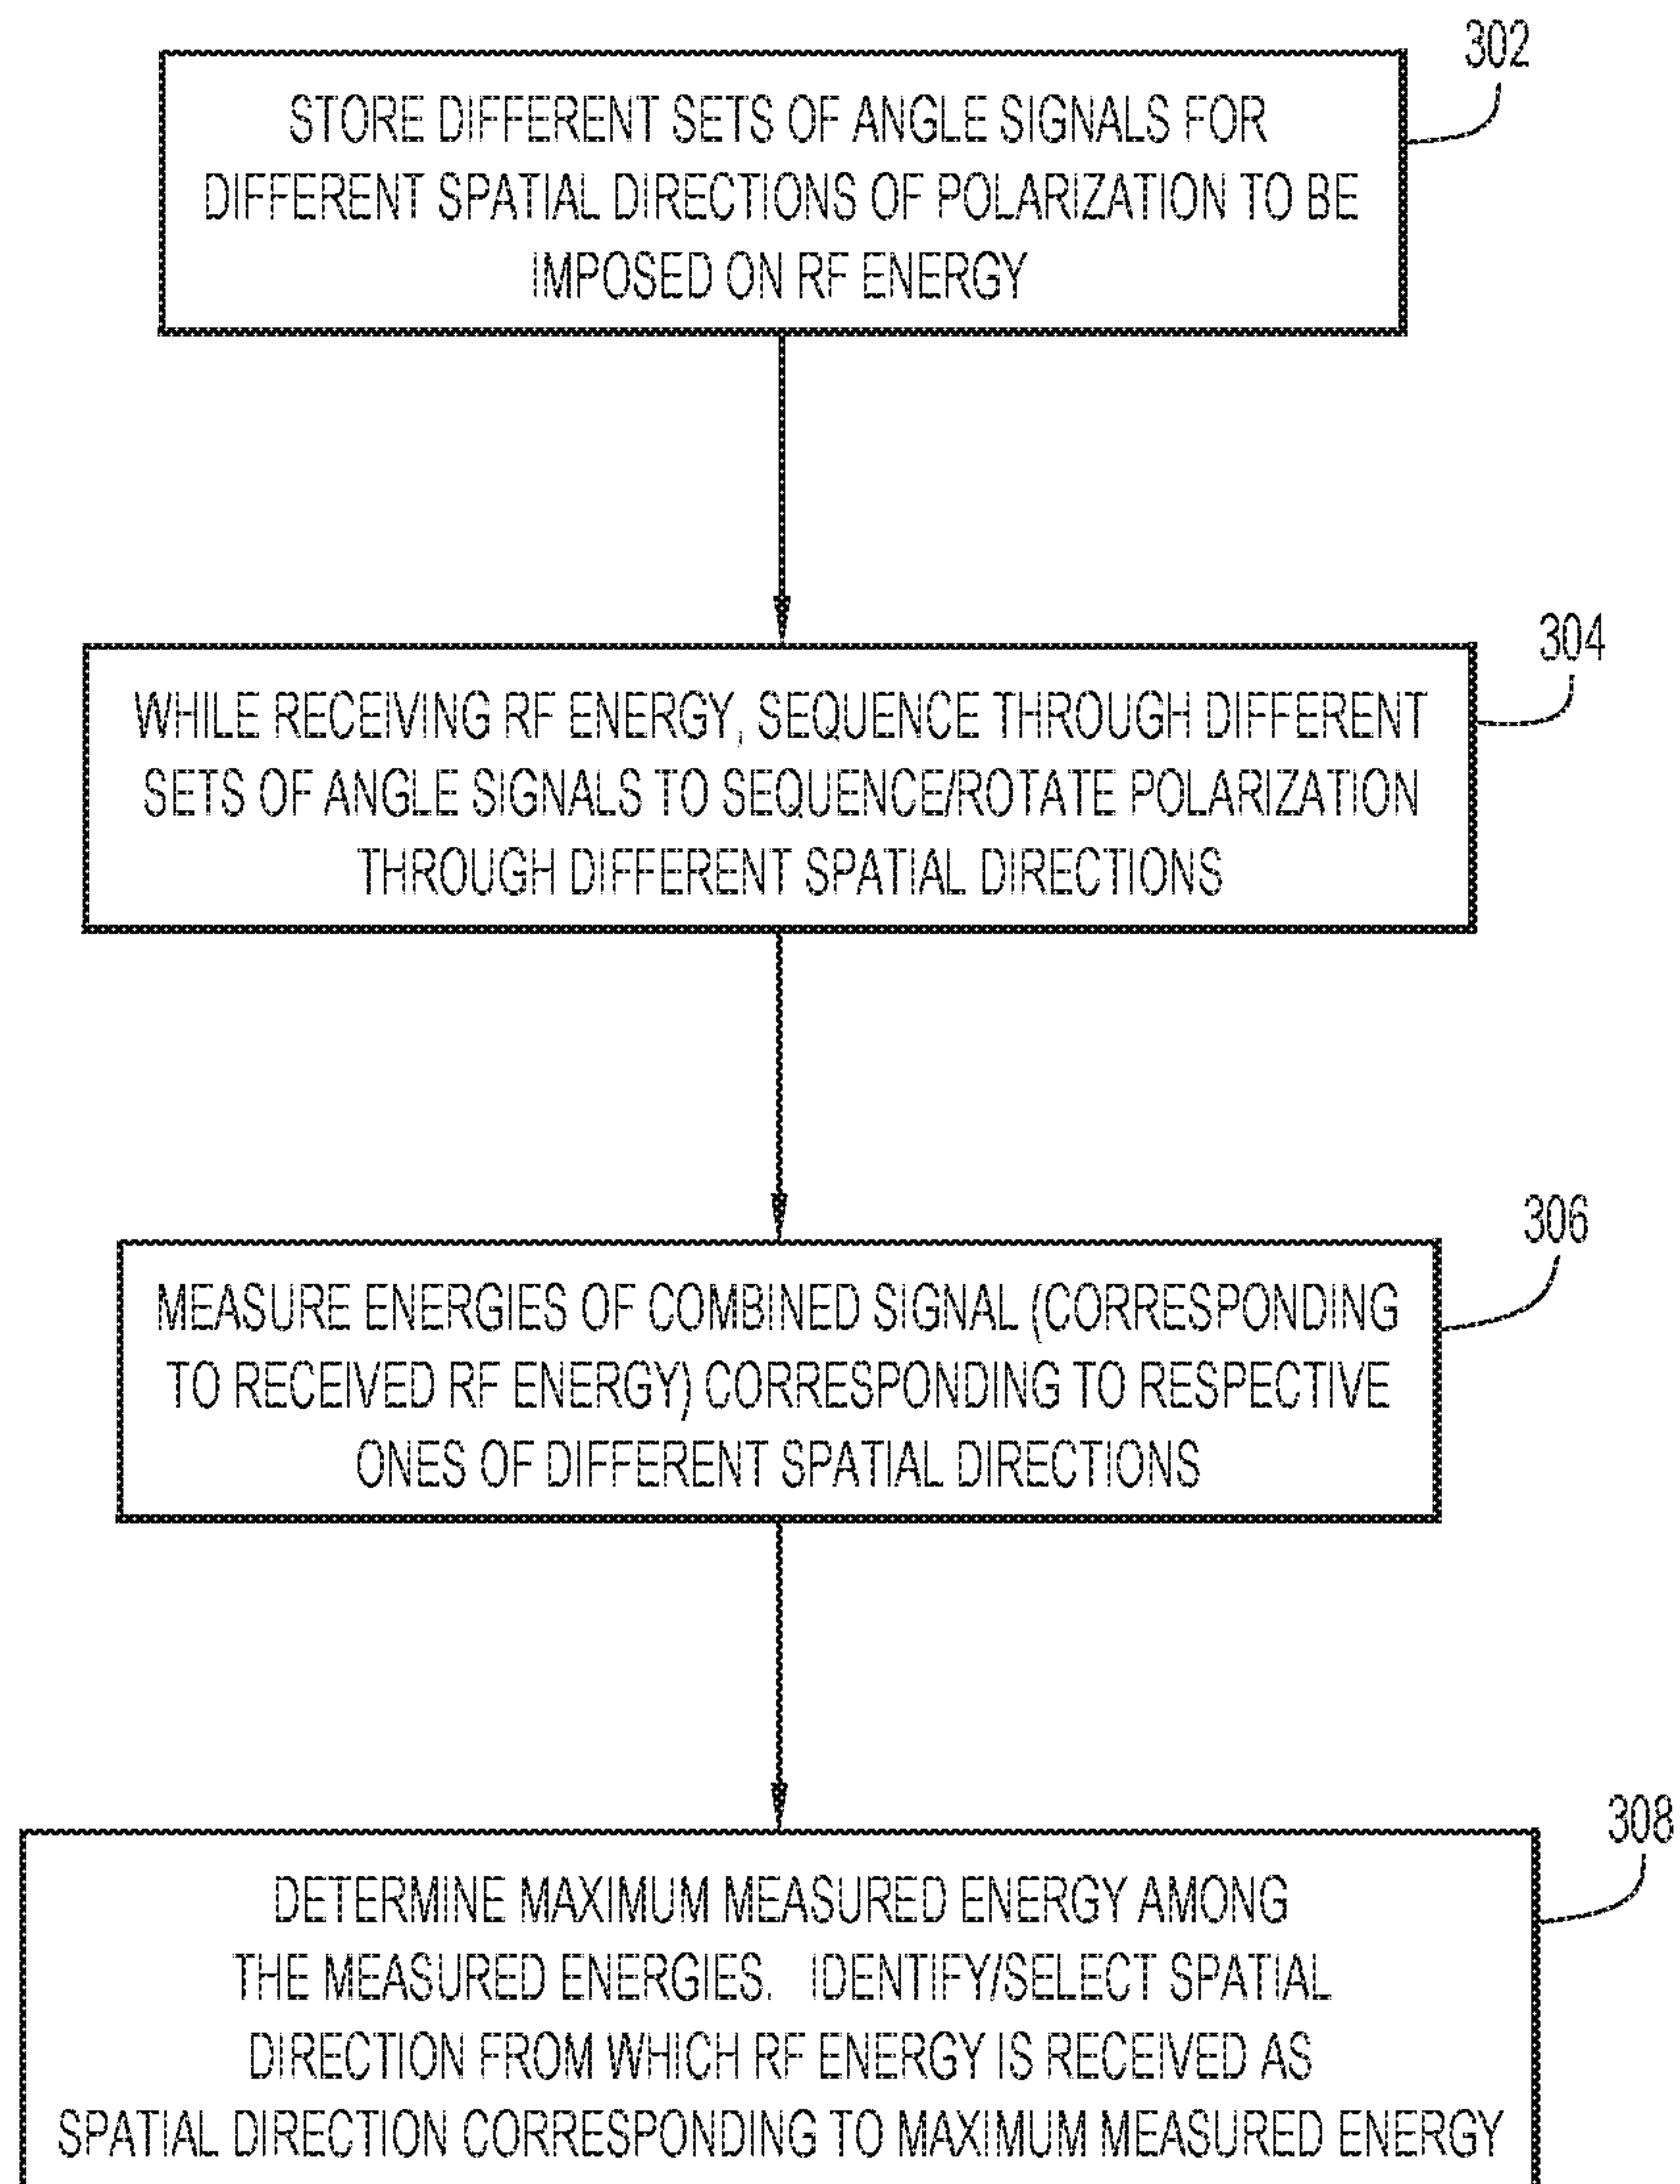 302
STORE DIFFERENT SETS OF ANGLE SIGNALS FOR
DIFFERENT SPATIAL DIRECTIONS OF POLARIZATION TO BE
IMPOSED ON RF ENERGY
304
WHILE RECEIVING RF ENERGY, SEQUENCE THROUGH DIFFERENT
SETS OF ANGLE SIGNALS TO SEQUENCE/ROTATE POLARIZATION
THROUGH DIFFERENT SPATIAL DIRECTIONS
306
MEASURE ENERGIES OF COMBINED SIGNAL (CORRESPONDING
TO RECEIVED RF ENERGY) CORRESPONDING TO RESPECTIVE
ONES OF DIFFERENT SPATIAL DIRECTIONS
308
DETERMINE MAXIMUM MEASURED ENERGY AMONG
THE MEASURED ENERGIES. IDENTIFY/SELECT SPATIAL
DIRECTION FROM WHICH RF ENERGY IS RECEIVED AS
SPATIAL DIRECTION CORRESPONDING TO MAXIMUM MEASURED ENERGY